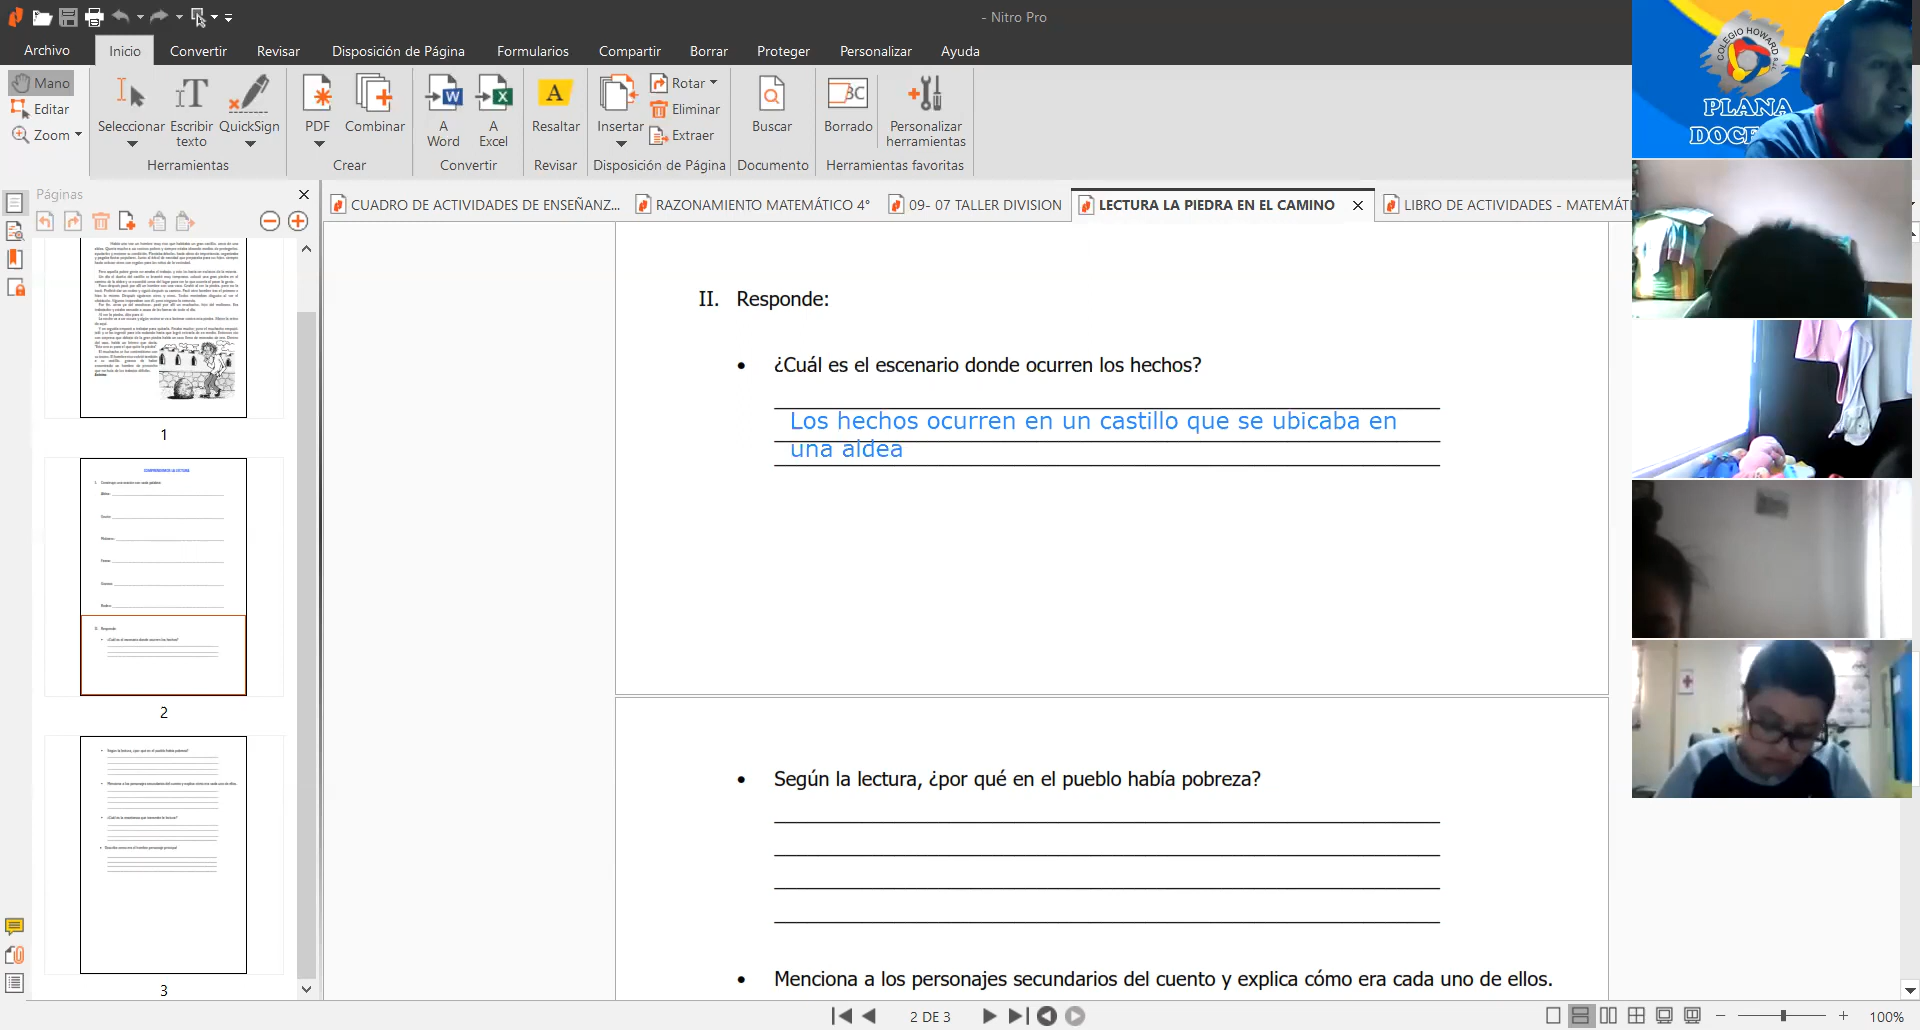 - Nitro Pro
Archivo
Inicio
Convertir
Revisar
Disposición de Página
Formularios
Compartir
Borrar
Proteger
Personalizar
Ayuda
Mano
Editar
Zoom
Seleccionar
Escribir texto
QuickSign
Herramientas
PDF
Combinar
Crear
A Word
A Excel
Convertir
Resaltar
Revisar
Insertar
Rotar
Eliminar
Extraer
Disposición de Página
Buscar
Documento
Borrado
Personalizar herramientas
Herramientas favoritas
COLEGIO HOWARD
PLANA
Páginas
CUADRO DE ACTIVIDADES DE ENSEÑANZ...
RAZONAMIENTO MATEMÁTICO 4°
09- 07 TALLER DIVISION
LECTURA LA PIEDRA EN EL CAMINO
LIBRO DE ACTIVIDADES - MATEMÁTI
1
2
3
II. Responde:
• ¿Cuál es el escenario donde ocurren los hechos?
Los hechos ocurren en un castillo que se ubicaba en
una aldea
• Según la lectura, ¿por qué en el pueblo había pobreza?
• Menciona a los personajes secundarios del cuento y explica cómo era cada uno de ellos.
2 DE 3
100%